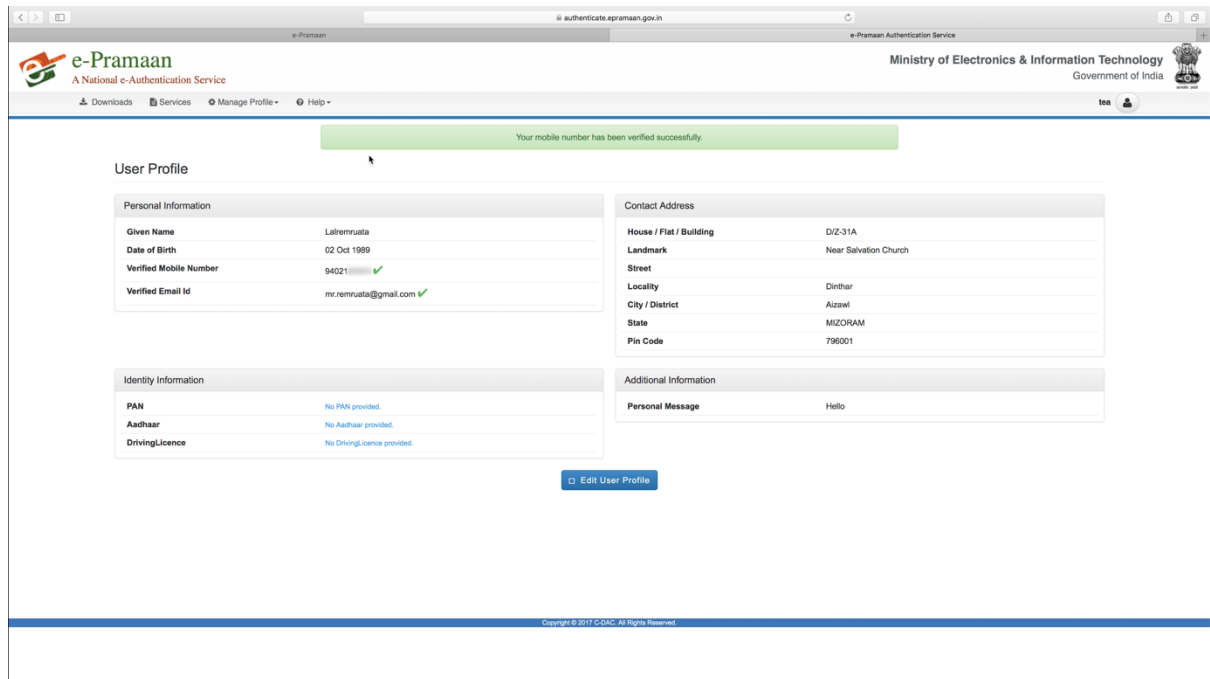 authenticate.epramaan.gov.in
e-Pramaan
e-Pramaan Authentication Service
e-Pramaan
A National e-Authentication Service
Ministry of Electronics & Information Technology
Government of India
Downloads Services Manage Profile Help
tea
Your mobile number has been verified successfully.
User Profile
Personal Information
Given Name Lalremruata
Date of Birth 02 Oct 1989
Verified Mobile Number 94021
Verified Email Id mr.remruata@gmail.com
Contact Address
House / Flat / Building D/Z-31A
Landmark Near Salvation Church
Street
Locality Dinthar
City / District Aizawl
State MIZORAM
Pin Code 796001
Identity Information
PAN No PAN provided.
Aadhaar No Aadhaar provided.
DrivingLicence No DrivingLicence provided.
Additional Information
Personal Message Hello
Edit User Profile
Copyright © 2017 C-DAC. All Rights Reserved.